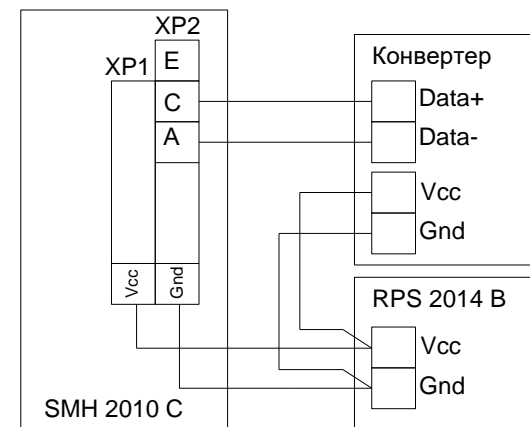 XP2
XP1
E
C
A
Vcc
Gnd
SMH 2010 C
Конвертер
Data+
Data-
Vcc
Gnd
RPS 2014 B
Vcc
Gnd